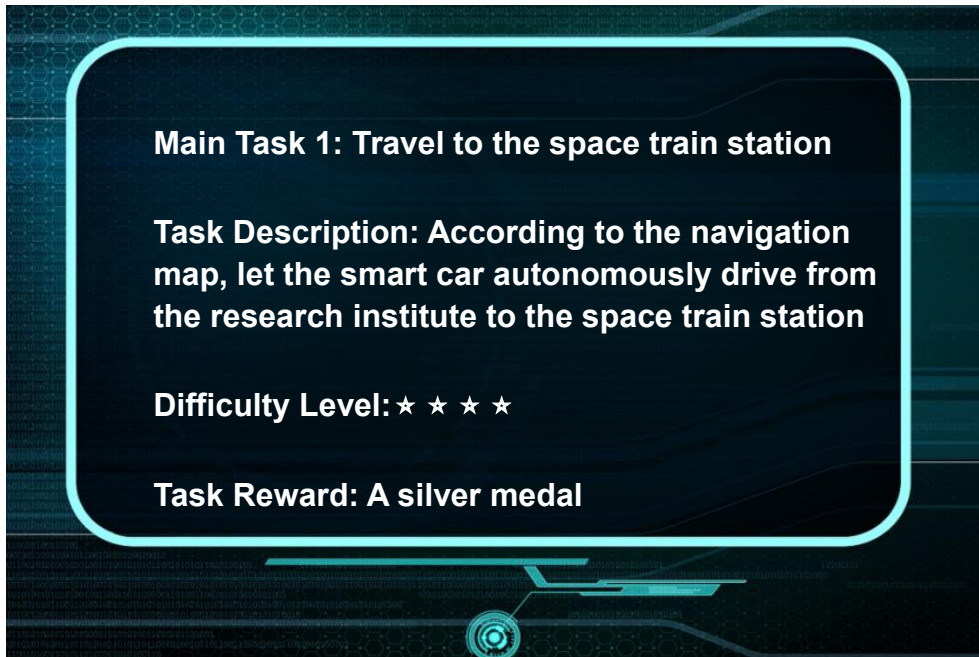 Main Task 1: Travel to the space train station
Task Description: According to the navigation
map, let the smart car autonomously drive from
the research institute to the space train station
Difficulty Level:★ ★ ★ ★
Task Reward: A silver medal